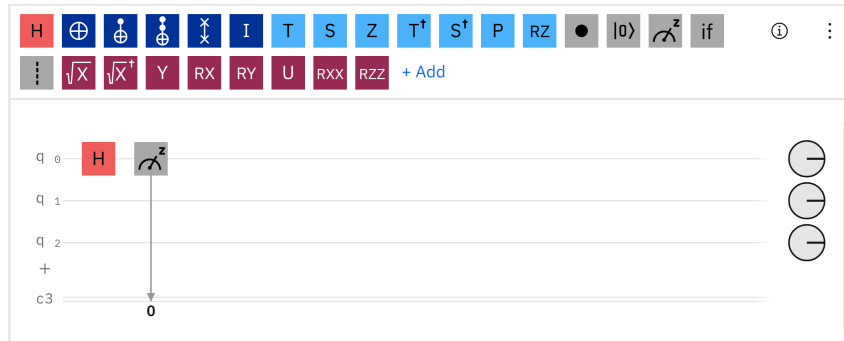 H I T S Z T† S† P RZ |0⟩ z if i
√X √X† Y RX RY U RXX RZZ + Add
q 0 H z
q 1
q 2
+
c3
0